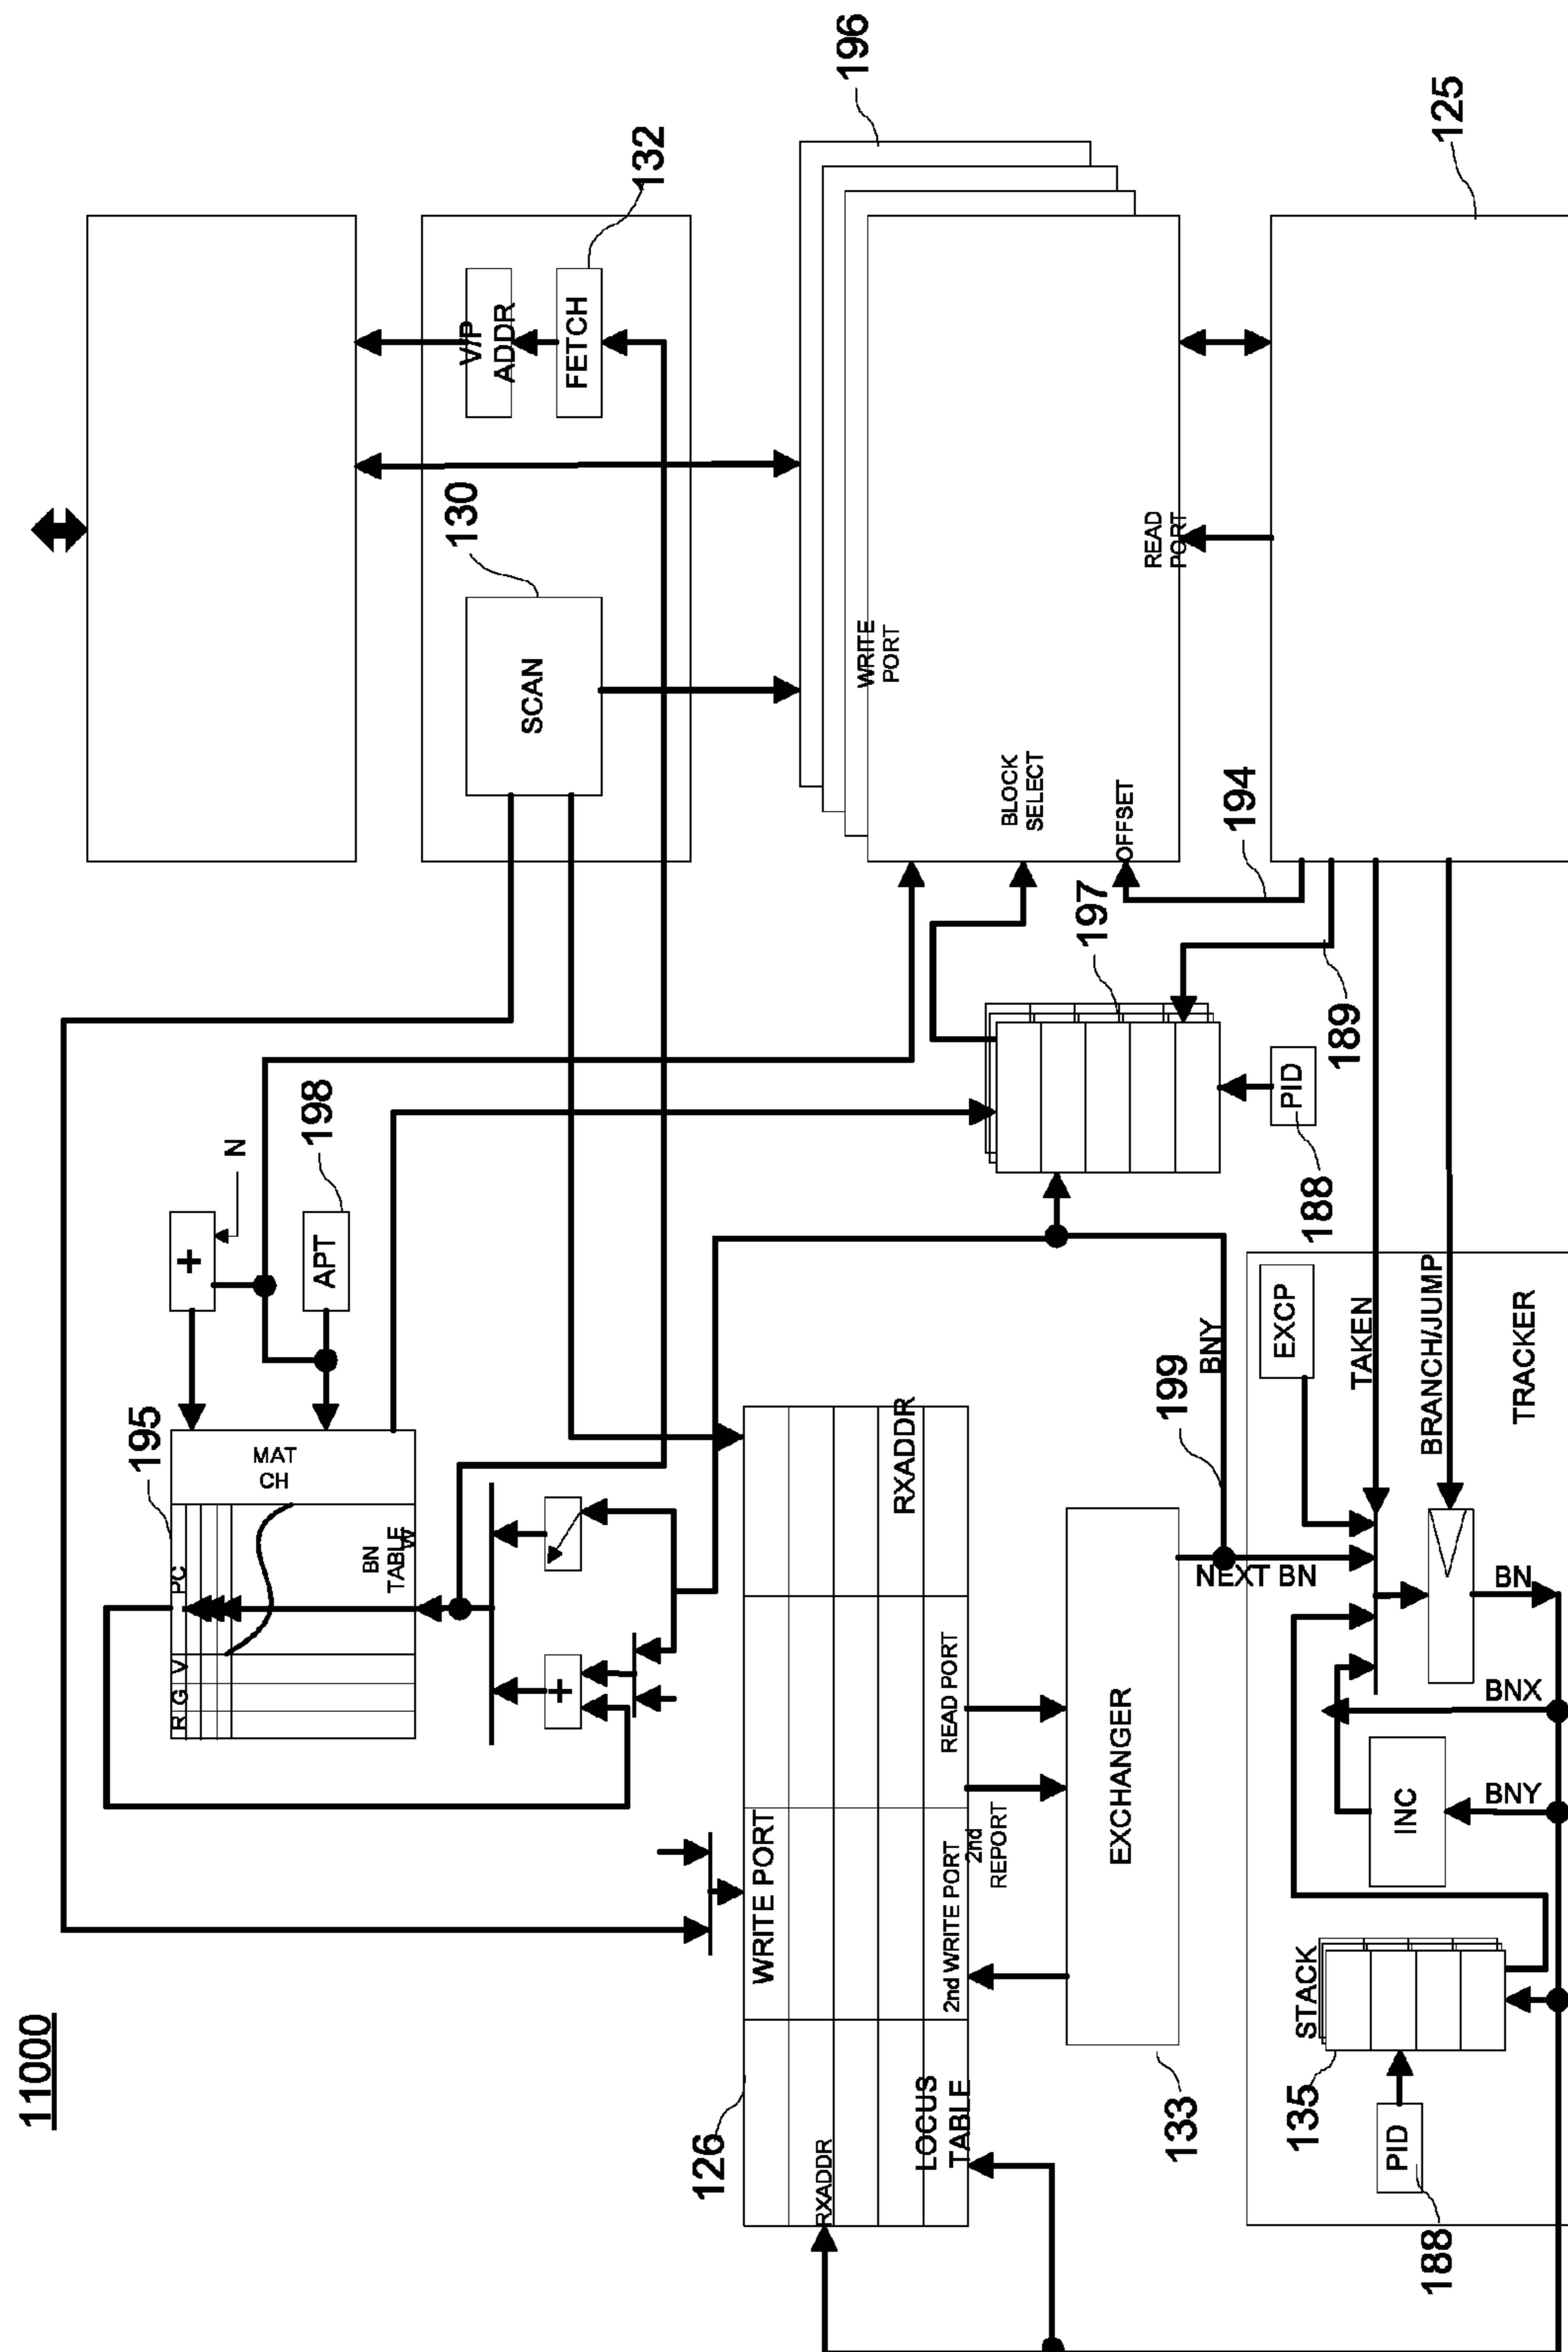 11000
R G V PC
195
N
+
198
APT
MAT
CH
BN
TABLE
W
130
SCAN
V/P
ADDR
FETCH
132
+
126
WRITE PORT
RXADDR
LOCUS
TABLE
RXADDR
2nd WRITE PORT
2nd
REPORT
READ PORT
WRITE
PORT
196
BLOCK
SELECT
OFFSET
READ
PORT
197
EXCHANGER
133
199
BNY
NEXT BN
194
189
PID
188
125
STACK
135
PID
188
INC
BNY
BNX
BN
EXCP
TAKEN
BRANCH/JUMP
TRACKER